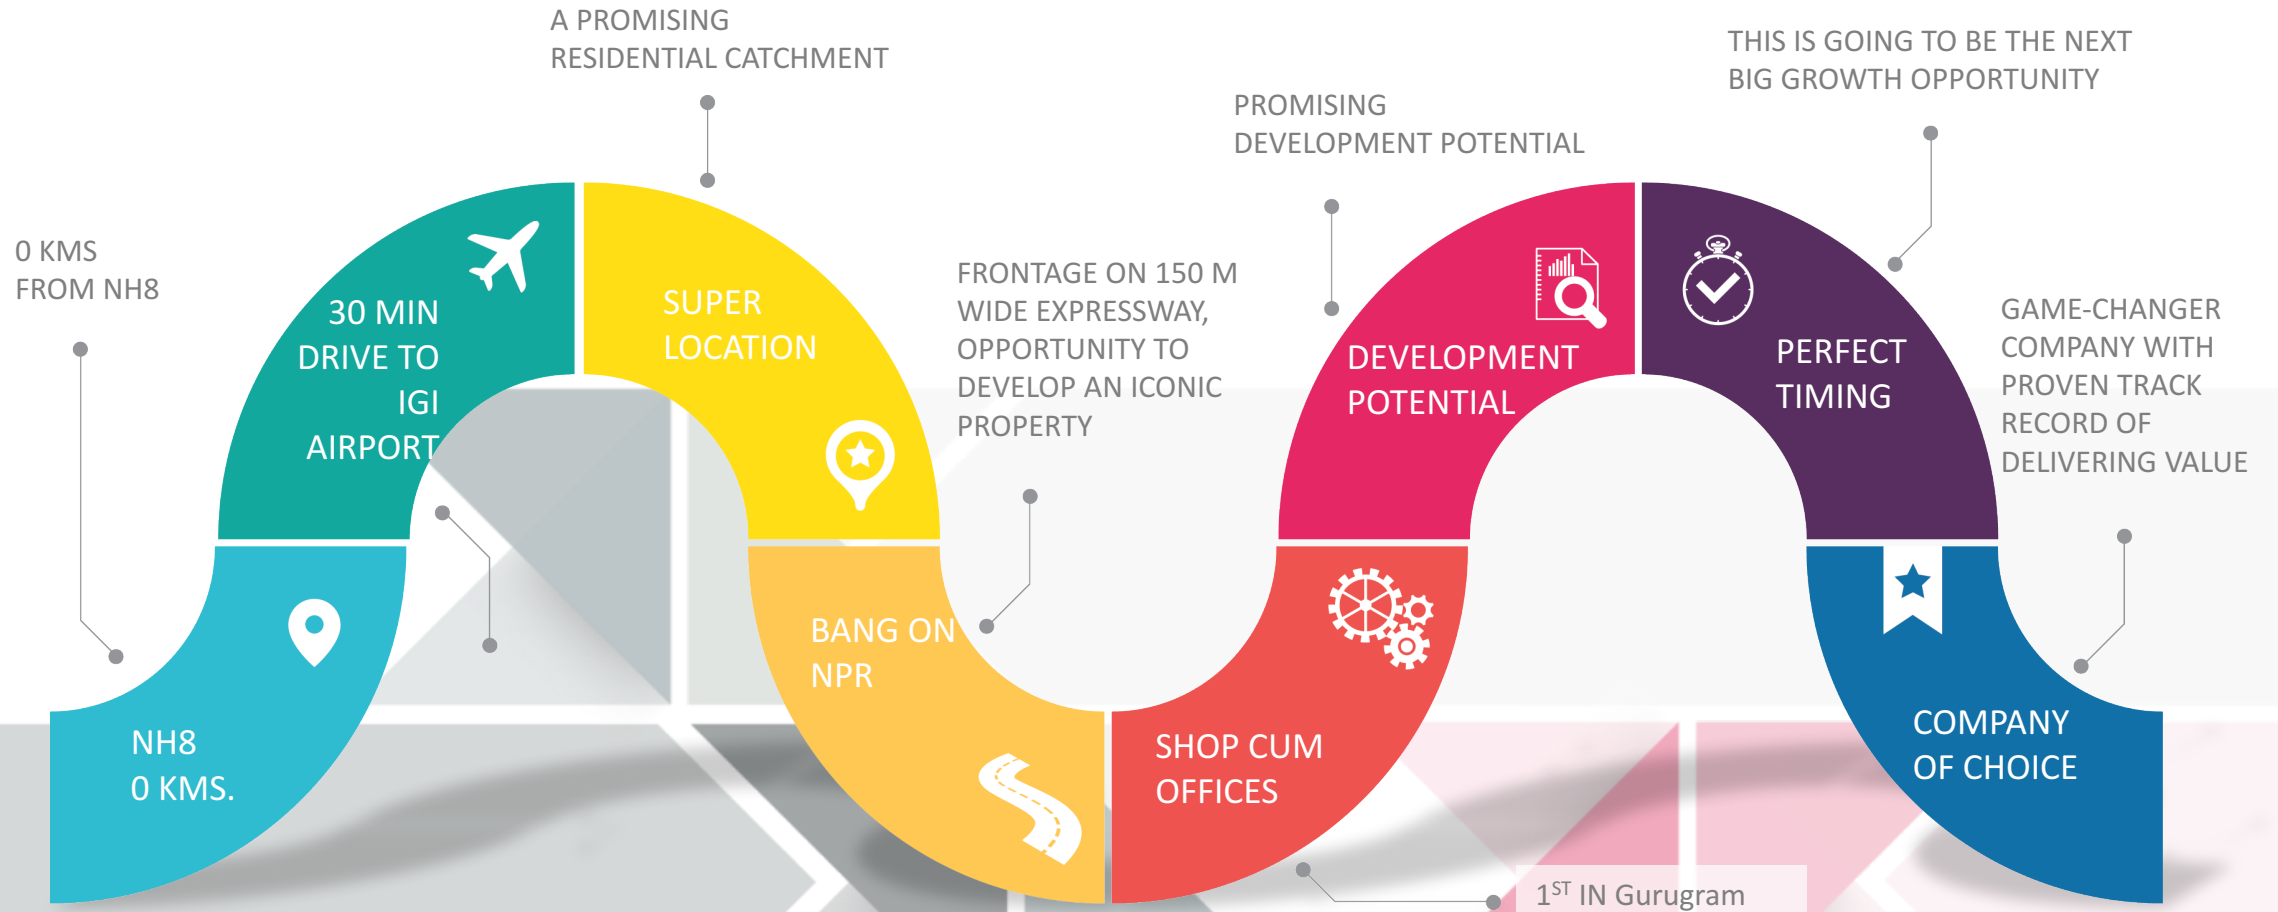 A PROMISING
RESIDENTIAL CATCHMENT
THIS IS GOING TO BE THE NEXT
BIG GROWTH OPPORTUNITY
PROMISING
DEVELOPMENT POTENTIAL
0 KMS
FROM NH8
30 MIN
DRIVE TO
IGI
AIRPORT
SUPER
LOCATION
FRONTAGE ON 150 M
WIDE EXPRESSWAY,
OPPORTUNITY TO
DEVELOP AN ICONIC
PROPERTY
DEVELOPMENT
POTENTIAL
PERFECT
TIMING
GAME-CHANGER
COMPANY WITH
PROVEN TRACK
RECORD OF
DELIVERING VALUE
NH8
0 KMS.
BANG ON
NPR
SHOP CUM
OFFICES
COMPANY
OF CHOICE
1ST IN Gurugram